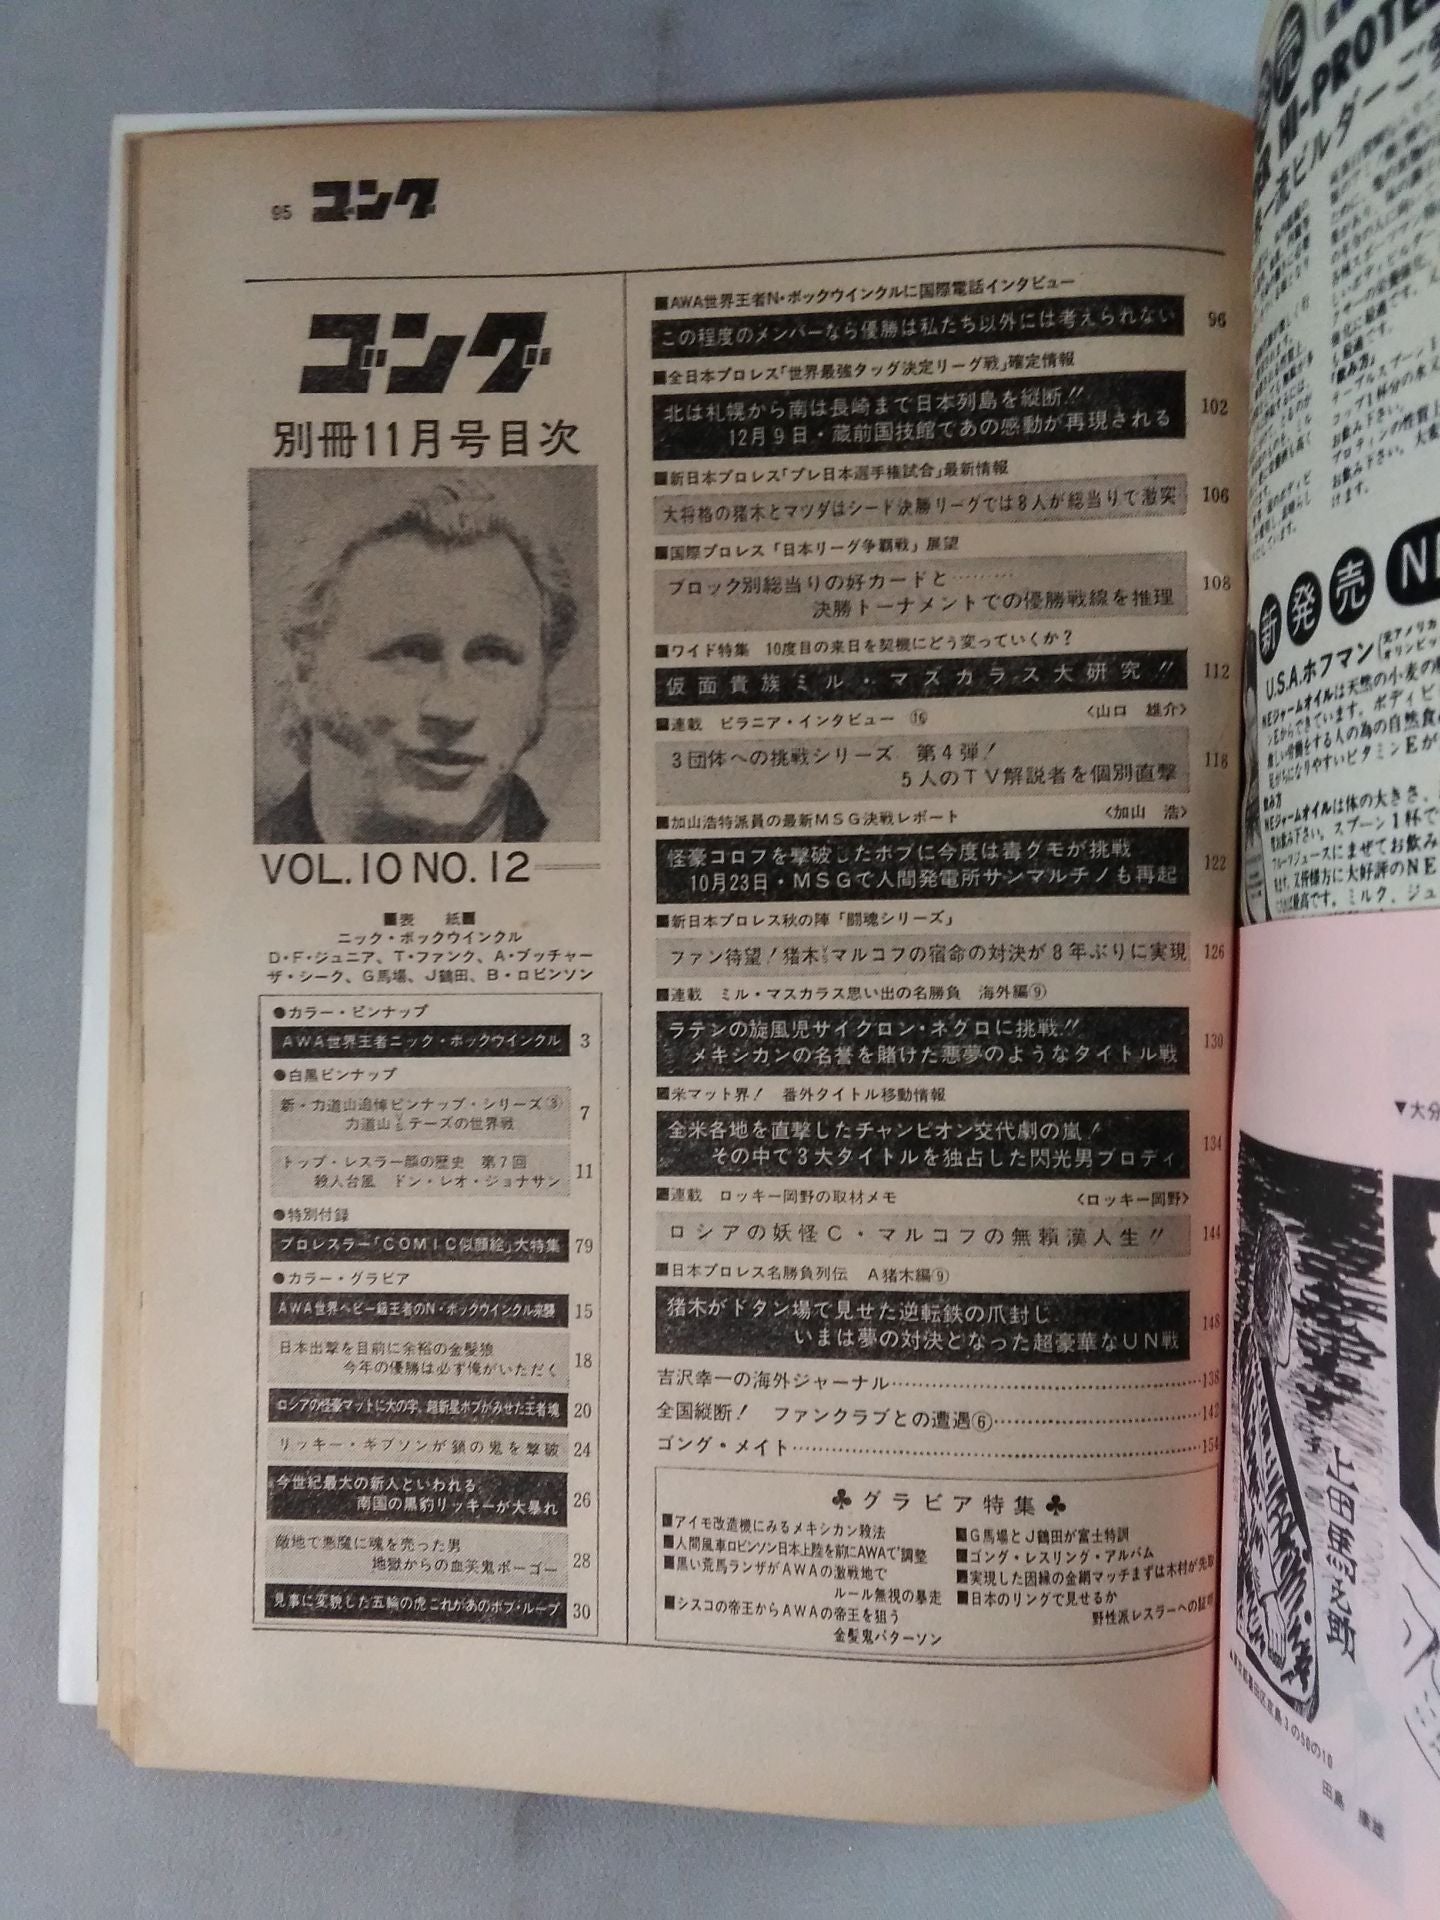 95 ゴング
ゴング
別冊11月号目次
VOL.10 NO.12
■表 紙■
ニック・ボックウインクル
D・F・ジュニア、T・ファンク、A・ブッチャー
ザ・シーク、G馬場、J鶴田、B・ロビンソン
●カラー・ピンナップ
AWA世界王者ニック・ボックウインクル 3
●白黒ピンナップ
新・力道山追悼ピンナップ・シリーズ③
力道山VSテーズの世界戦 7
トップ・レスラー顔の歴史 第7回
殺人台風 ドン・レオ・ジョナサン 11
●特別付録
プロレスラー「COMIC似顔絵」大特集 79
●カラー・グラビア
AWA世界ヘビー級王者のN・ボックウインクル来襲 15
日本出撃を目前に余裕の金髪狼
今年の優勝は必ず俺がいただく 18
ロシアの怪豪マットに大の字、超新星ボブがみせた王者魂 20
リッキー・ギブソンが鎖の鬼を撃破 24
今世紀最大の新人といわれる
南国の黒豹リッキーが大暴れ 26
敵地で悪魔に魂を売った男
地獄からの血笑鬼ボーゴー 28
見事に変貌した五輪の虎これがあのボブ・ループ 30
■AWA世界王者N・ボックウインクルに国際電話インタビュー
この程度のメンバーなら優勝は私たち以外には考えられない 96
■全日本プロレス「世界最強タッグ決定リーグ戦」確定情報
北は札幌から南は長崎まで日本列島を縦断!!
12月9日・蔵前国技館であの感動が再現される 102
■新日本プロレス「プレ日本選手権試合」最新情報
大将格の猪木とマツダはシード決勝リーグでは8人が総当りで激突 106
■国際プロレス「日本リーグ争覇戦」展望
ブロック別総当りの好カードと………
決勝トーナメントでの優勝戦線を推理 108
■ワイド特集 10度目の来日を契機にどう変っていくか?
仮面貴族ミル・マスカラス大研究!! 112
■連載 ピラニア・インタビュー ⑯ 〈山口 雄介〉
3団体への挑戦シリーズ 第4弾!
5人のTV解説者を個別直撃 118
■加山浩特派員の最新MSG決戦レポート 〈加山 浩〉
怪豪コロフを撃破したボブに今度は毒グモが挑戦
10月23日・MSGで人間発電所サンマルチノも再起 122
■新日本プロレス秋の陣「闘魂シリーズ」
ファン待望!猪木VSマルコフの宿命の対決が8年ぶりに実現 126
■連載 ミル・マスカラス思い出の名勝負 海外編⑨
ラテンの旋風児サイクロン・ネグロに挑戦!!
メキシカンの名誉を賭けた悪夢のようなタイトル戦 130
■米マット界! 番外タイトル移動情報
全米各地を直撃したチャンピオン交代劇の嵐!
その中で3大タイトルを独占した閃光男ブロディ 134
■連載 ロッキー岡野の取材メモ 〈ロッキー岡野〉
ロシアの妖怪C・マルコフの無頼漢人生!! 144
■日本プロレス名勝負列伝 A猪木編⑨
猪木がドタン場で見せた逆転鉄の爪封じ
いまは夢の対決となった超豪華なUN戦 148
吉沢幸一の海外ジャーナル 138
全国縦断! ファンクラブとの遭遇⑥ 142
ゴング・メイト 154
♣グラビア特集♣
■アイモ改造機にみるメキシカン殺法
■人間風車ロビンソン日本上陸を前にAWAで調整
■黒い荒馬ランザがAWAの激戦地で
ルール無視の暴走
■シスコの帝王からAWAの帝王を狙う
金髪鬼パターソン
■G馬場とJ鶴田が富士特訓
■ゴング・レスリング・アルバム
■実現した因縁の金網マッチまずは木村が先取
■日本のリングで見せるか
野性派レスラーへの証明
HI-PROTE
一流ビルダーご
新発売 NE
U.S.A.ホフマン
NEジャームオイルは天然の小麦の
▼大分
上田馬之助
田島 康雄